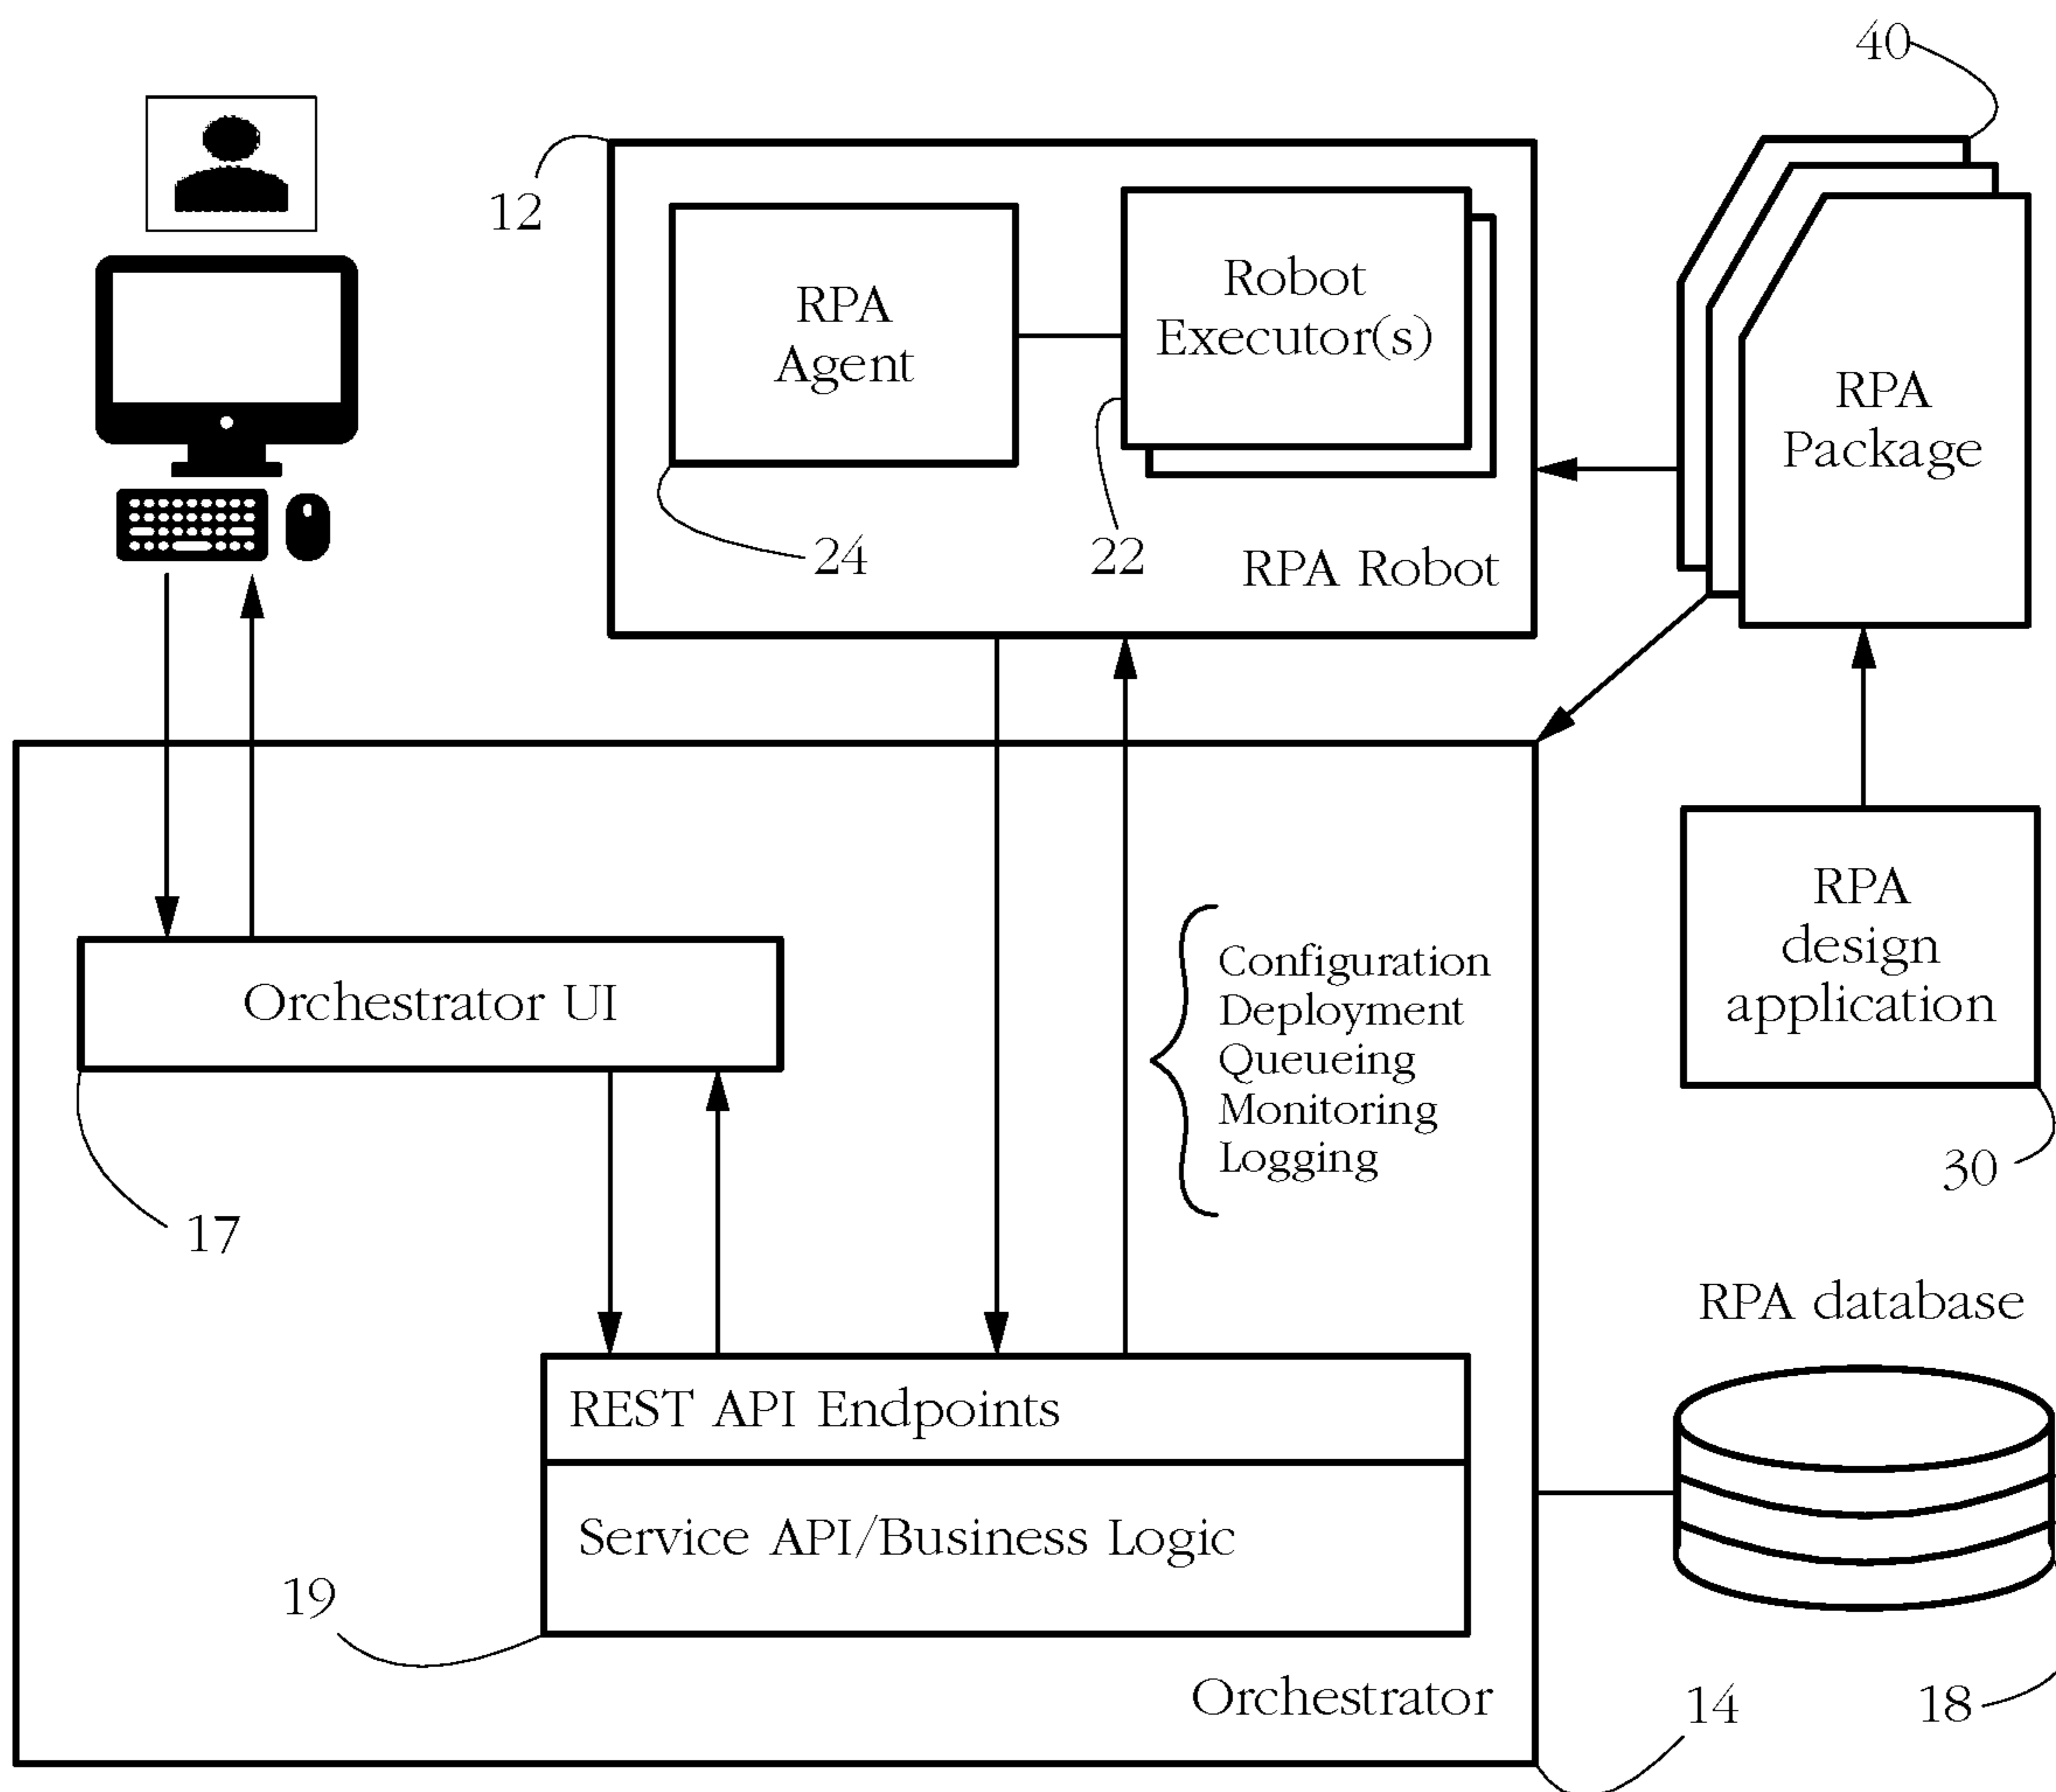 40
12
RPA
Agent
Robot
Executor(s)
24
22
RPA Robot
RPA
Package
Orchestrator UI
17
Configuration
Deployment
Queueing
Monitoring
Logging
RPA
design
application
30
REST API Endpoints
Service API/Business Logic
19
Orchestrator
14
RPA database
18